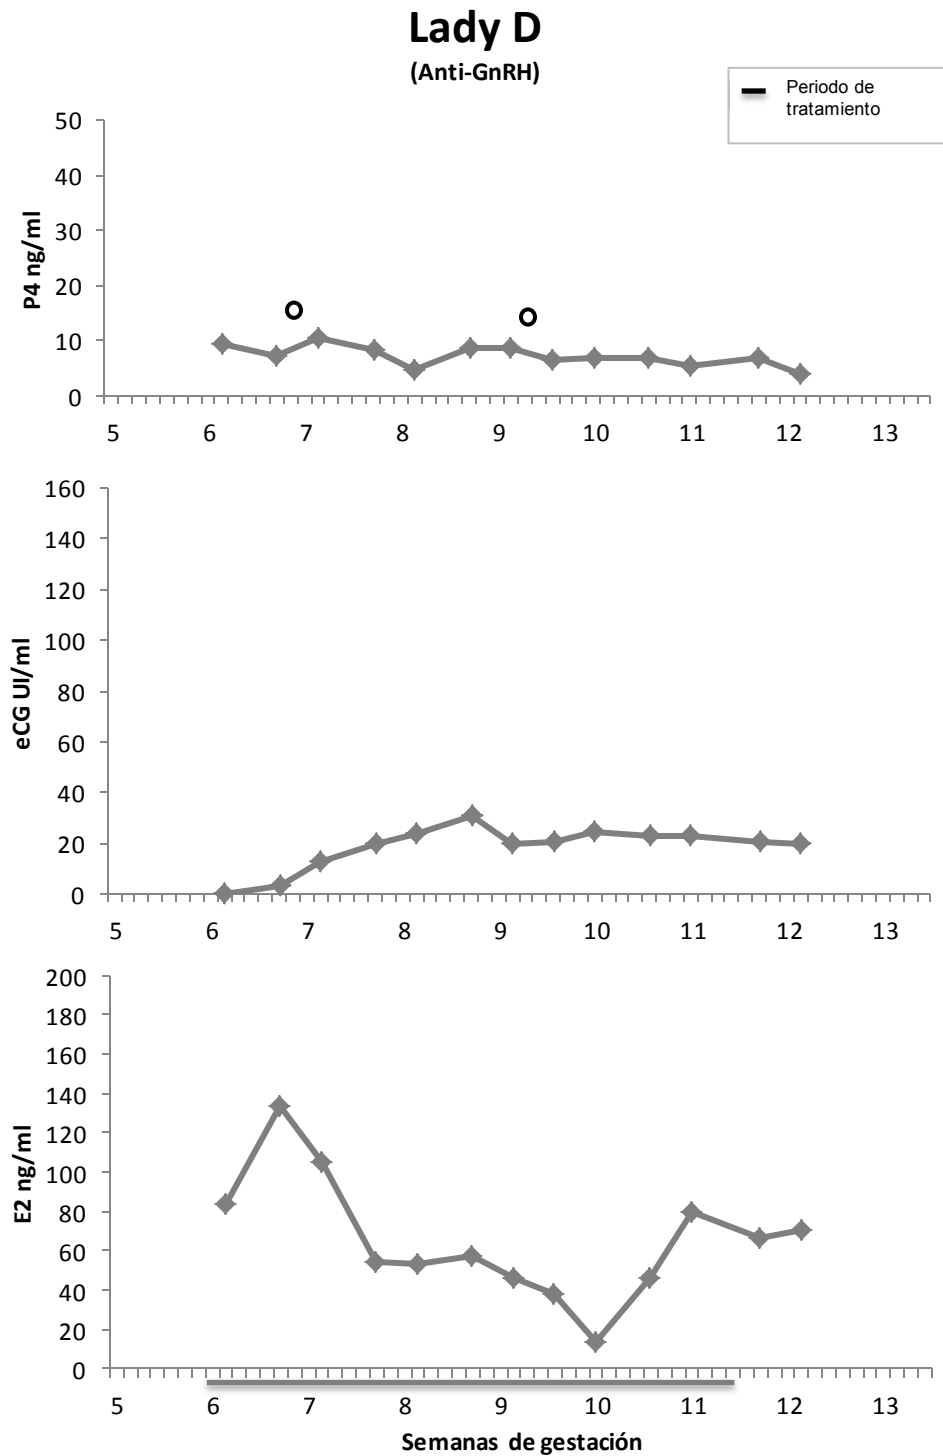 Lady D
(Anti-GnRH)
Periodo de
tratamiento
P4 ng/ml
50
40
30
20
10
0
5 6 7 8 9 10 11 12 13
eCG UI/ml
160
140
120
100
80
60
40
20
0
5 6 7 8 9 10 11 12 13
E2 ng/ml
200
180
160
140
120
100
80
60
40
20
0
5 6 7 8 9 10 11 12 13
Semanas de gestación